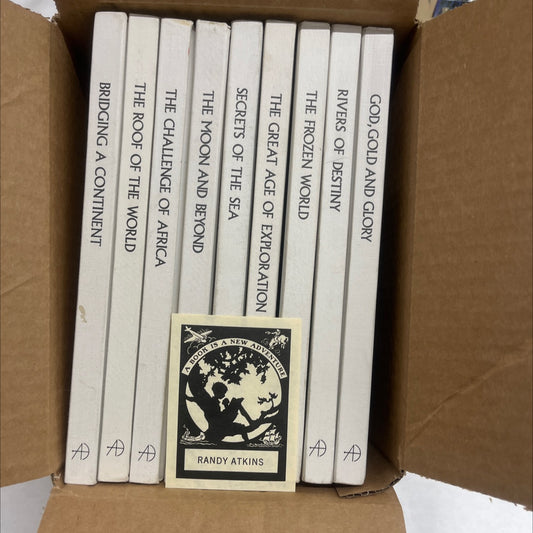 BRIDGING A CONTINENT
THE ROOF OF THE WORLD
THE CHALLENGE OF AFRICA
THE MOON AND BEYOND
SECRETS OF THE SEA
THE GREAT AGE OF EXPLORATION
THE FROZEN WORLD
RIVERS OF DESTINY
GOD, GOLD AND GLORY
A BOOK IS A NEW ADVENTURE
RANDY ATKINS